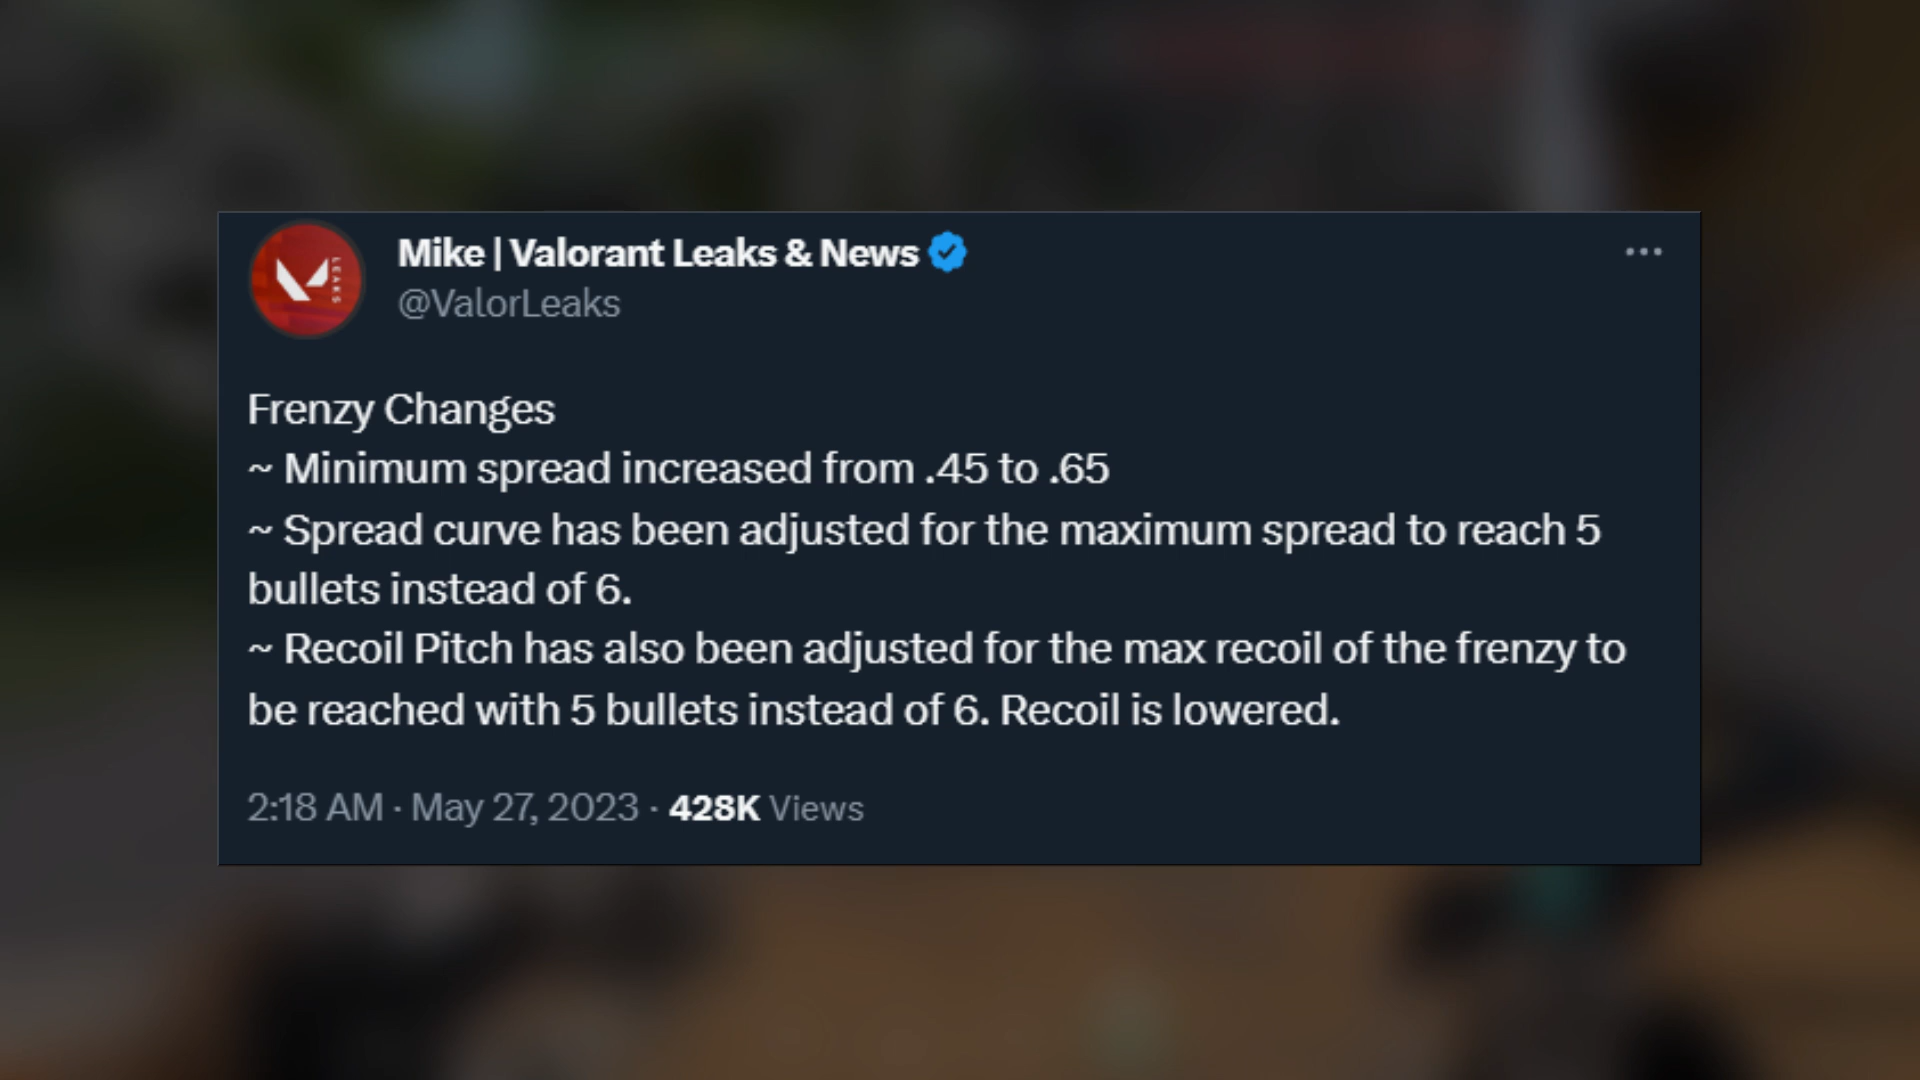 Mike | Valorant Leaks & News
@ValorLeaks
LEAKS
Frenzy Changes
~ Minimum spread increased from .45 to .65
~ Spread curve has been adjusted for the maximum spread to reach 5
bullets instead of 6.
~ Recoil Pitch has also been adjusted for the max recoil of the frenzy to
be reached with 5 bullets instead of 6. Recoil is lowered.
2:18 AM · May 27, 2023 · 428K Views